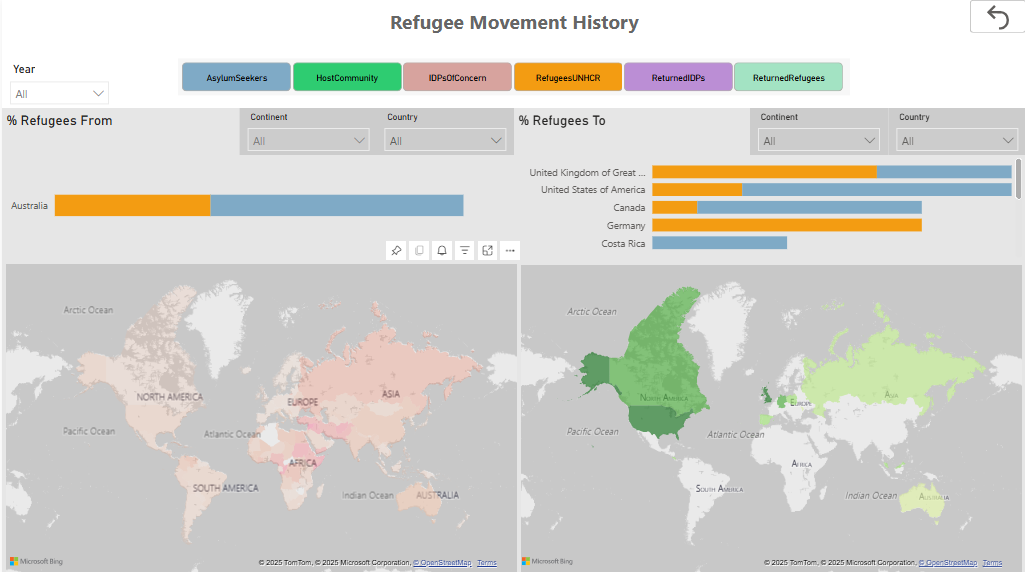 Refugee Movement History
Year
All
AsylumSeekers
HostCommunity
IDPsOfConcern
RefugeesUNHCR
ReturnedIDPs
ReturnedRefugees
% Refugees From
Continent
All
Country
All
Australia
% Refugees To
Continent
All
Country
All
United Kingdom of Great ...
United States of America
Canada
Germany
Costa Rica
Arctic Ocean
NORTH AMERICA
EUROPE
ASIA
Pacific Ocean
Atlantic Ocean
AFRICA
SOUTH AMERICA
Indian Ocean
AUSTRALIA
Microsoft Bing
© 2025 TomTom, © 2025 Microsoft Corporation, © OpenStreetMap Terms
Arctic Ocean
North America
Europe
Asia
Pacific Ocean
Atlantic Ocean
Africa
South America
Indian Ocean
Australia
Microsoft Bing
© 2025 TomTom, © 2025 Microsoft Corporation, © OpenStreetMap Terms